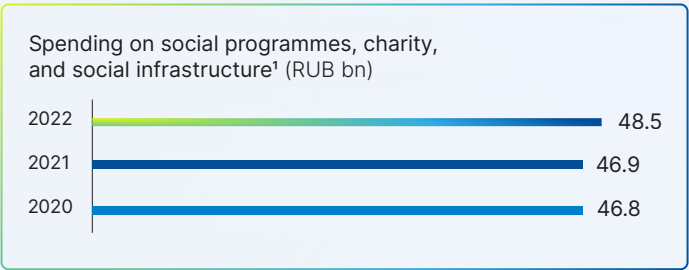 Spending on social programmes, charity,
and social infrastructure¹ (RUB bn)
2022 48.5
2021 46.9
2020 46.8